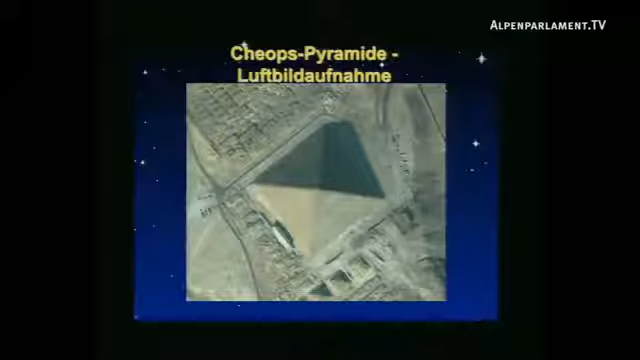 ALPENPARLAMENT.TV
Cheops-Pyramide -
Luftbildaufnahme